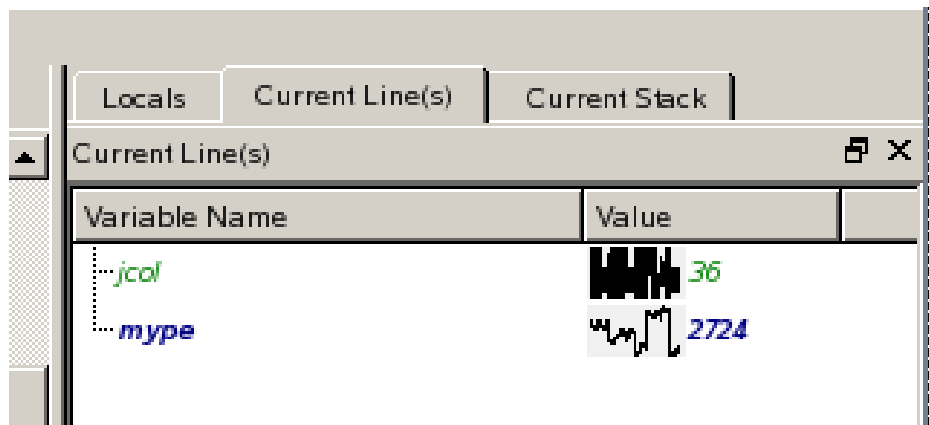 Locals Current Line(s) Current Stack
Current Line(s)
Variable Name Value
jcol 36
mype 2724